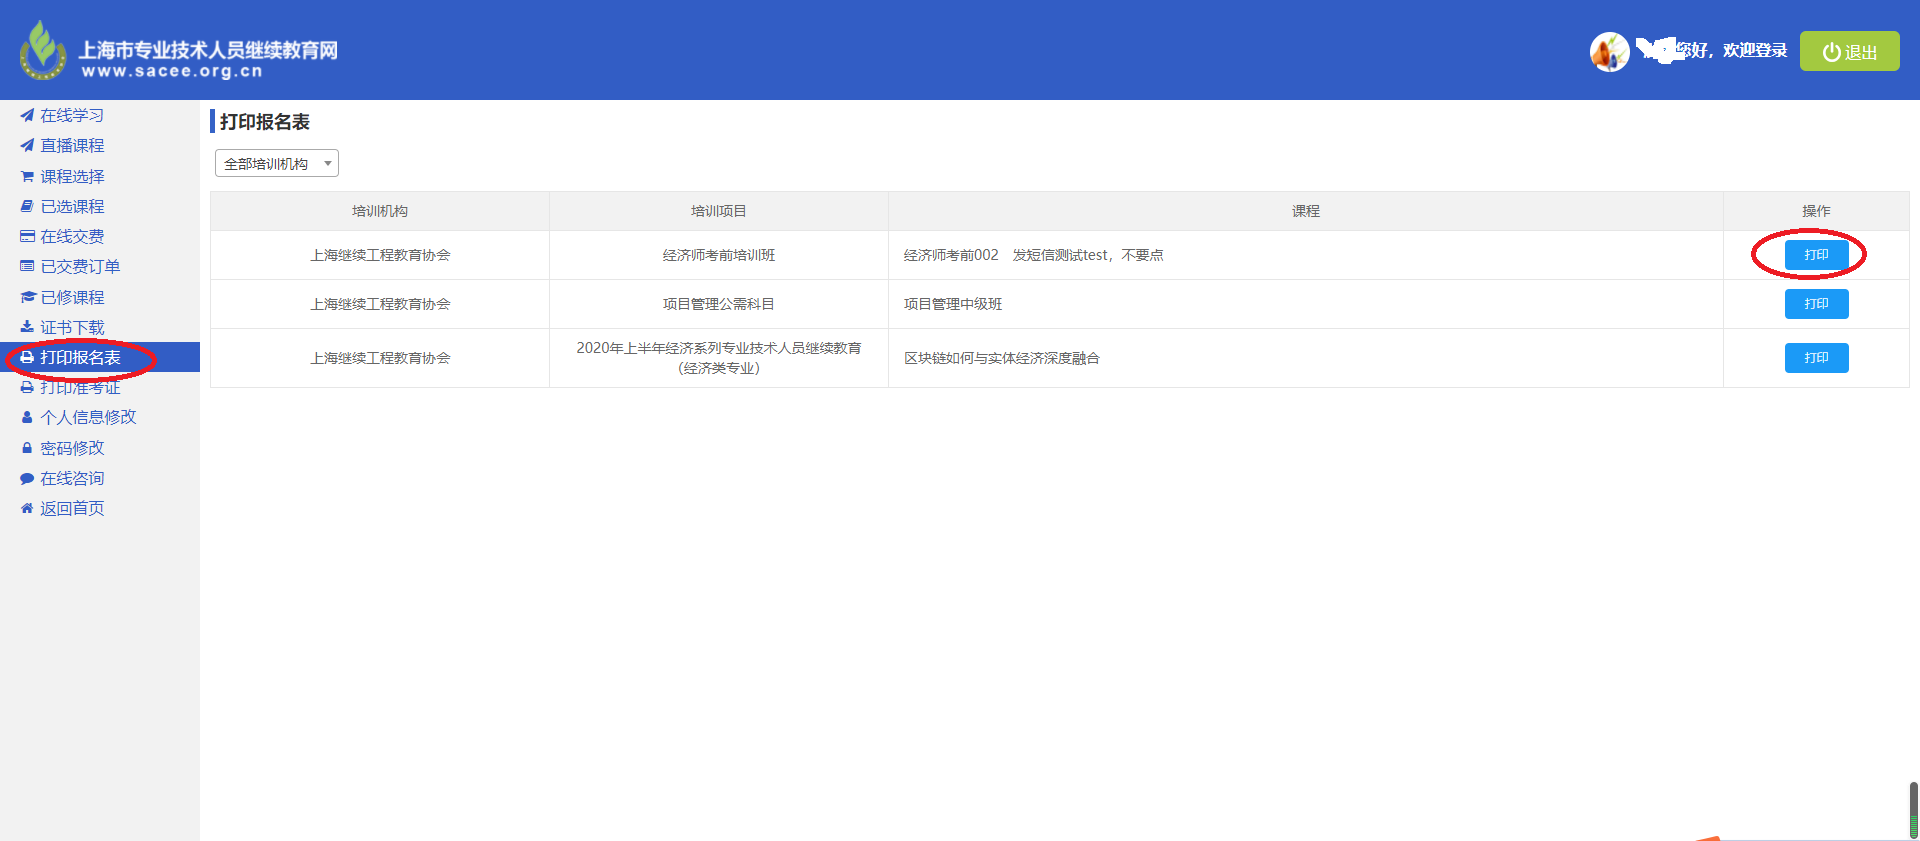 上海市专业技术人员继续教育网
www.sacee.org.cn
您好，欢迎登录
退出
在线学习
直播课程
课程选择
已选课程
在线交费
已交费订单
已修课程
证书下载
打印报名表
打印准考证
个人信息修改
密码修改
在线咨询
返回首页
打印报名表
全部培训机构
培训机构 培训项目 课程 操作
上海继续工程教育协会 经济师考前培训班 经济师考前002 发短信测试test，不要点 打印
上海继续工程教育协会 项目管理公需科目 项目管理中级班 打印
上海继续工程教育协会 2020年上半年经济系列专业技术人员继续教育 区块链如何与实体经济深度融合 打印
（经济类专业）